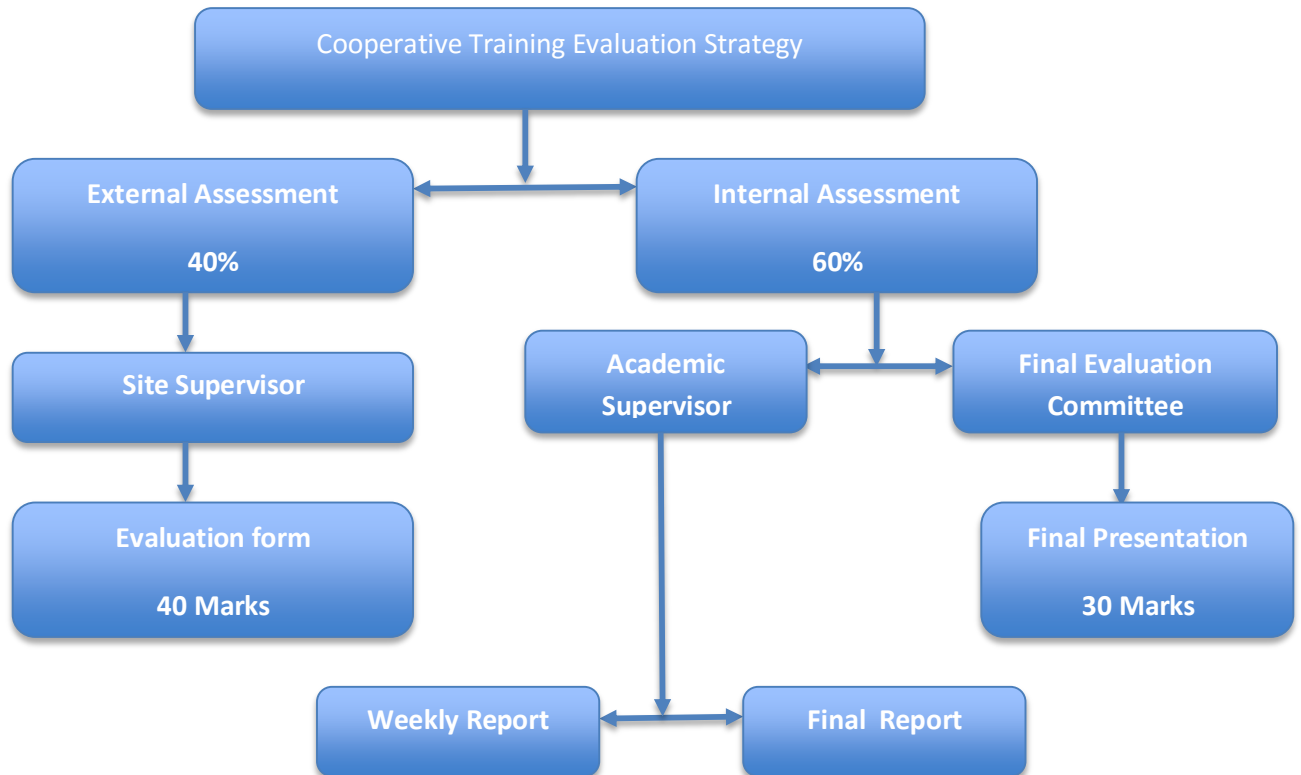 Cooperative Training Evaluation Strategy
External Assessment
40%
Internal Assessment
60%
Site Supervisor
Academic
Supervisor
Final Evaluation
Committee
Evaluation form
40 Marks
Final Presentation
30 Marks
Weekly Report
Final  Report